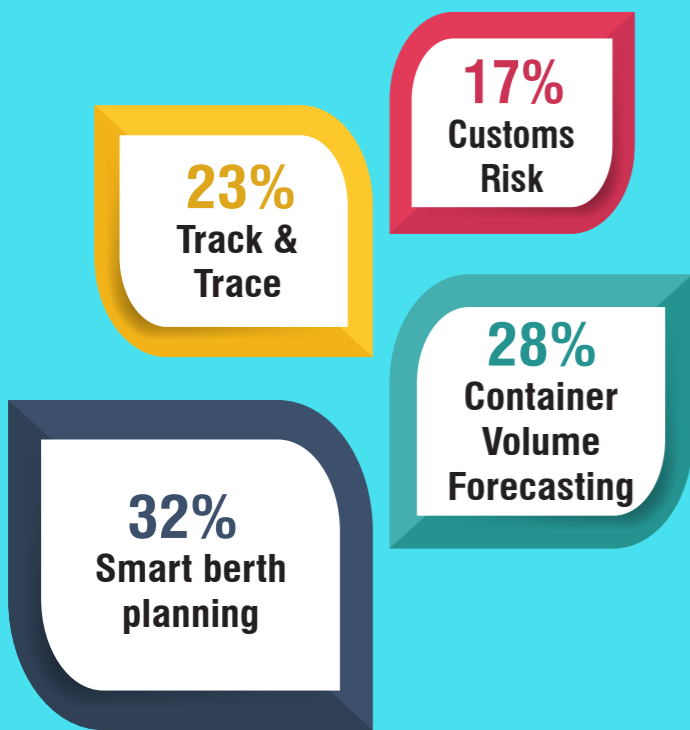 17%
Customs
Risk
23%
Track &
Trace
28%
Container
Volume
Forecasting
32%
Smart berth
planning